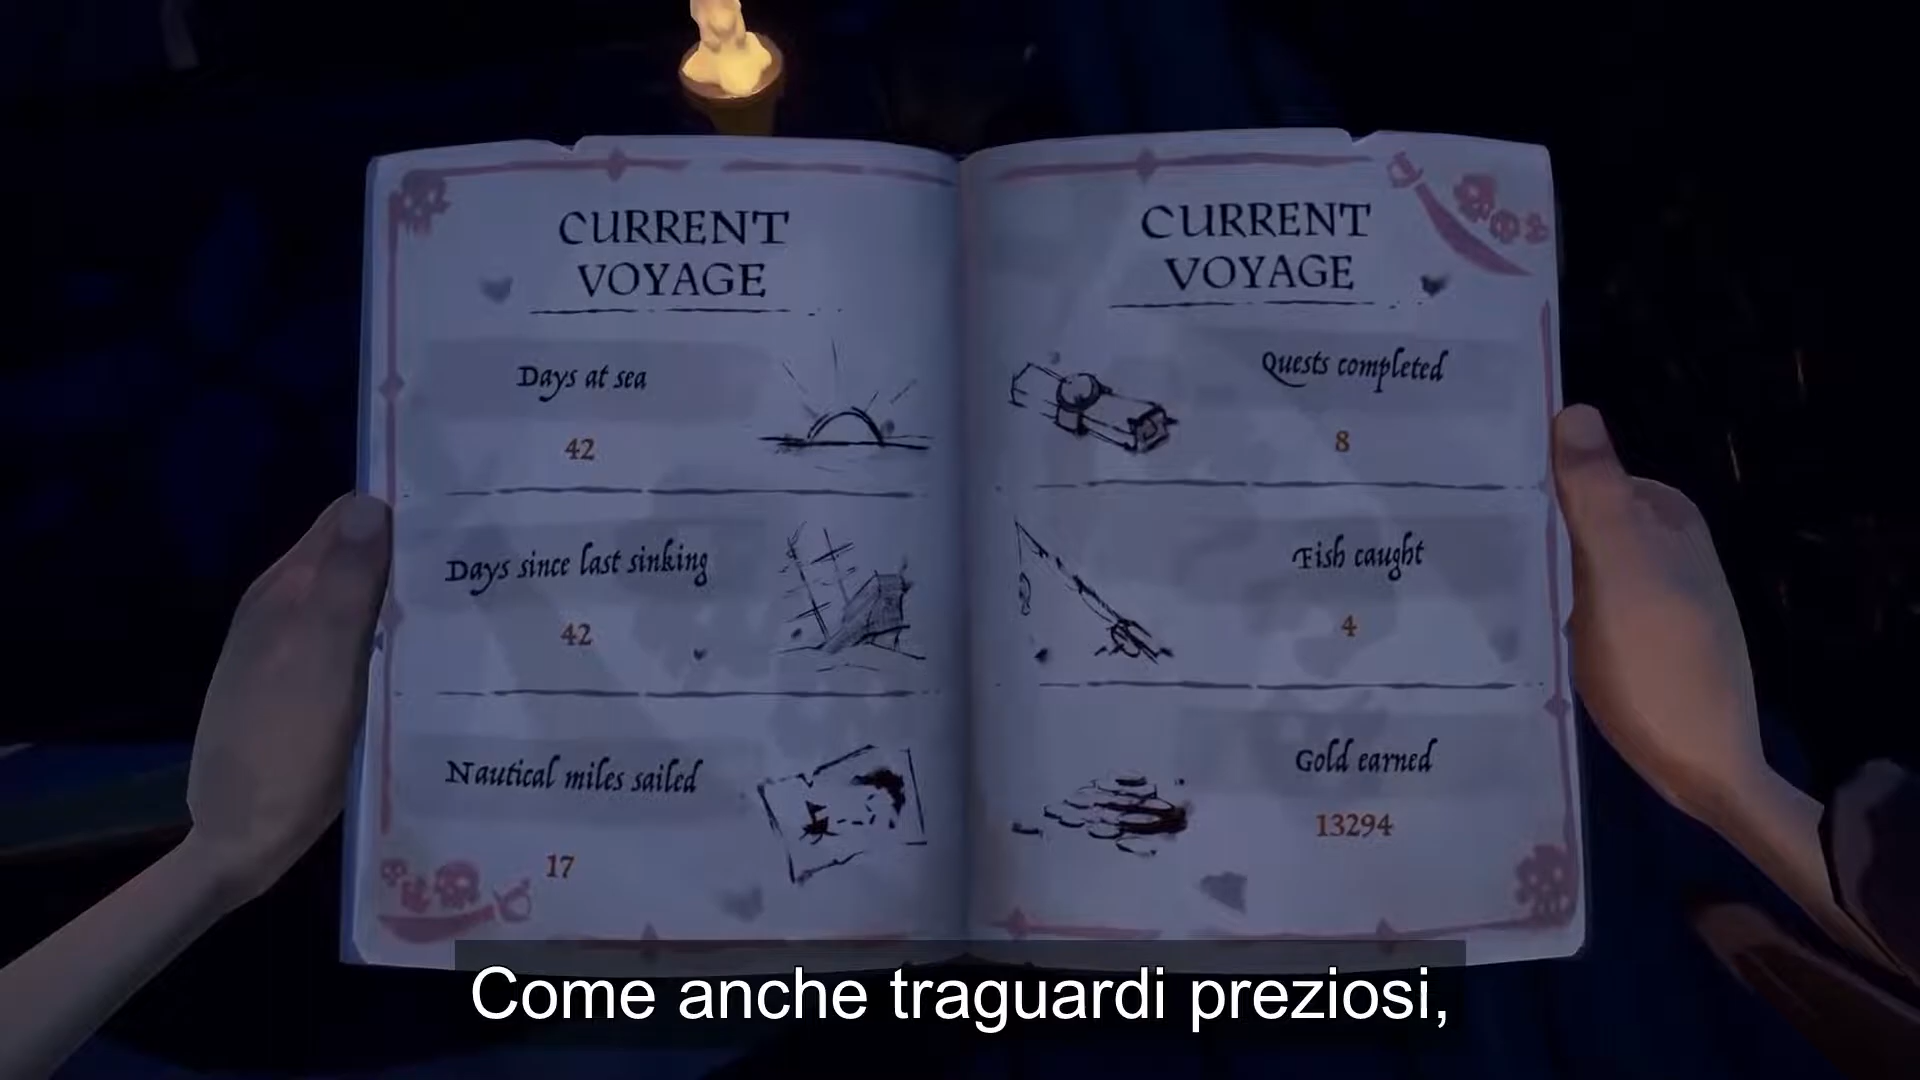 CURRENT
VOYAGE
Days at sea
42
Days since last sinking
42
Nautical miles sailed
17
CURRENT
VOYAGE
Quests completed
8
Fish caught
4
Gold earned
13294
Come anche traguardi preziosi,